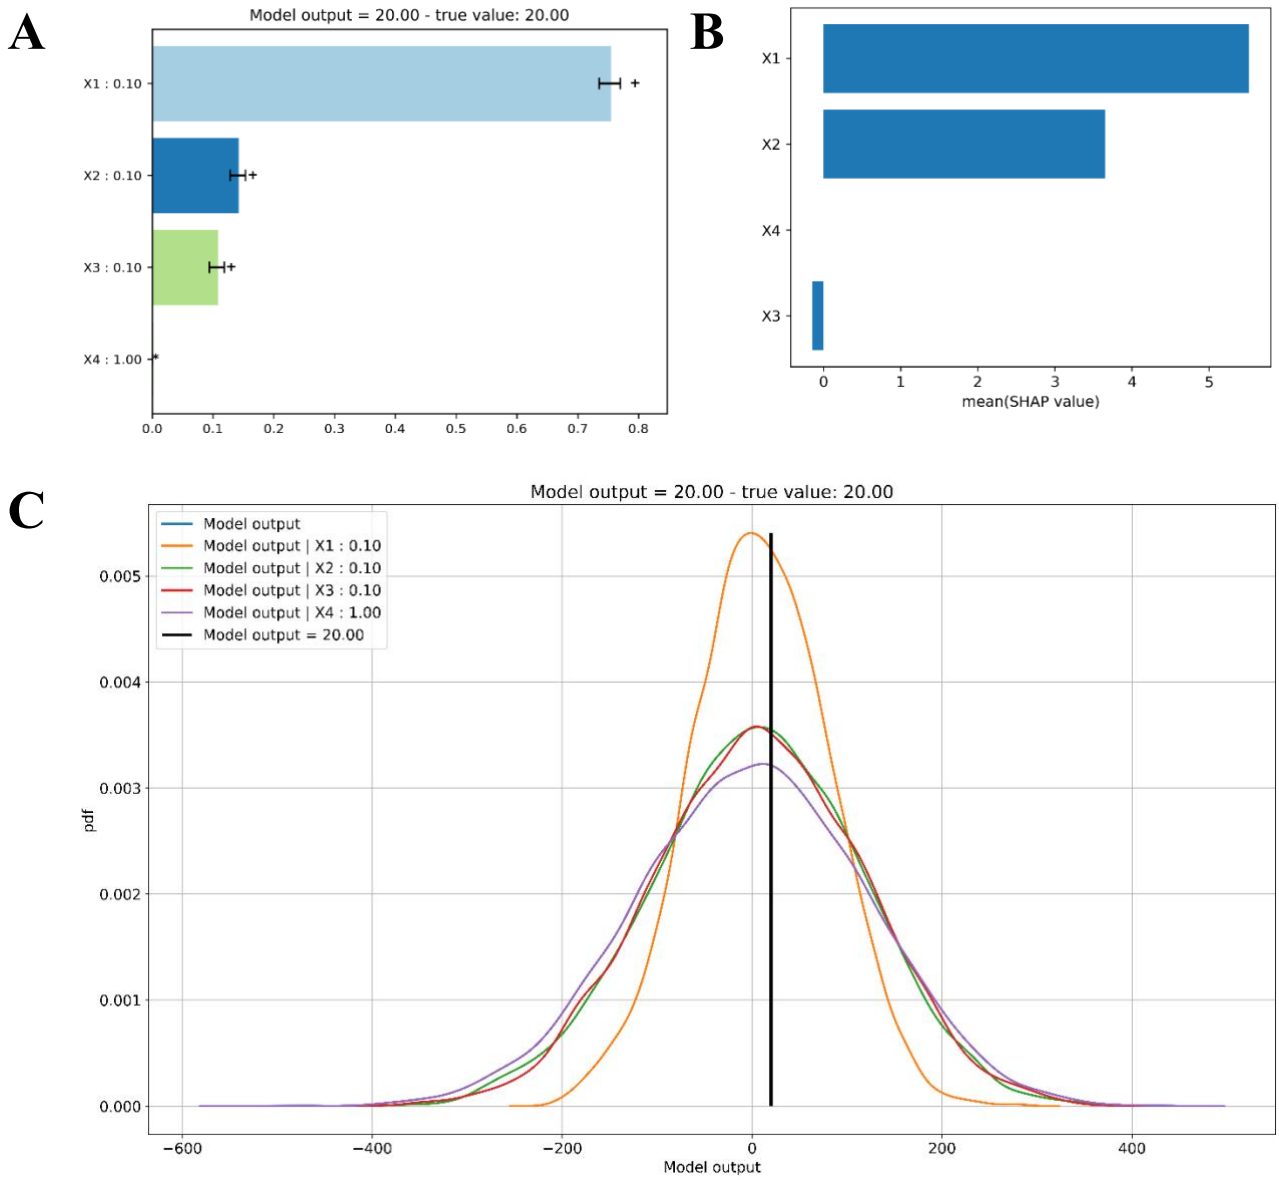 A
Model output = 20.00 - true value: 20.00
X1 : 0.10
X2 : 0.10
X3 : 0.10
X4 : 1.00
0.0 0.1 0.2 0.3 0.4 0.5 0.6 0.7 0.8
B
X1
X2
X4
X3
0 1 2 3 4 5
mean(SHAP value)
C
Model output = 20.00 - true value: 20.00
Model output
Model output | X1 : 0.10
Model output | X2 : 0.10
Model output | X3 : 0.10
Model output | X4 : 1.00
Model output = 20.00
pdf
0.005
0.004
0.003
0.002
0.001
0.000
−600 −400 −200 0 200 400
Model output